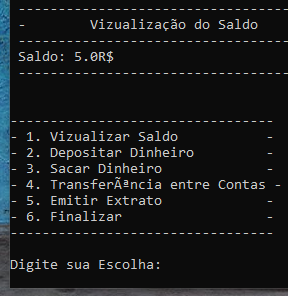 ---------------------------------
-        Vizualização do Saldo
---------------------------------
Saldo: 5.0R$
---------------------------------
---------------------------------
- 1. Vizualizar Saldo           -
- 2. Depositar Dinheiro         -
- 3. Sacar Dinheiro             -
- 4. TransferÃªncia entre Contas -
- 5. Emitir Extrato             -
- 6. Finalizar                  -
---------------------------------
Digite sua Escolha: